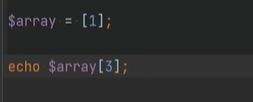 $array = [1];
echo $array[3];